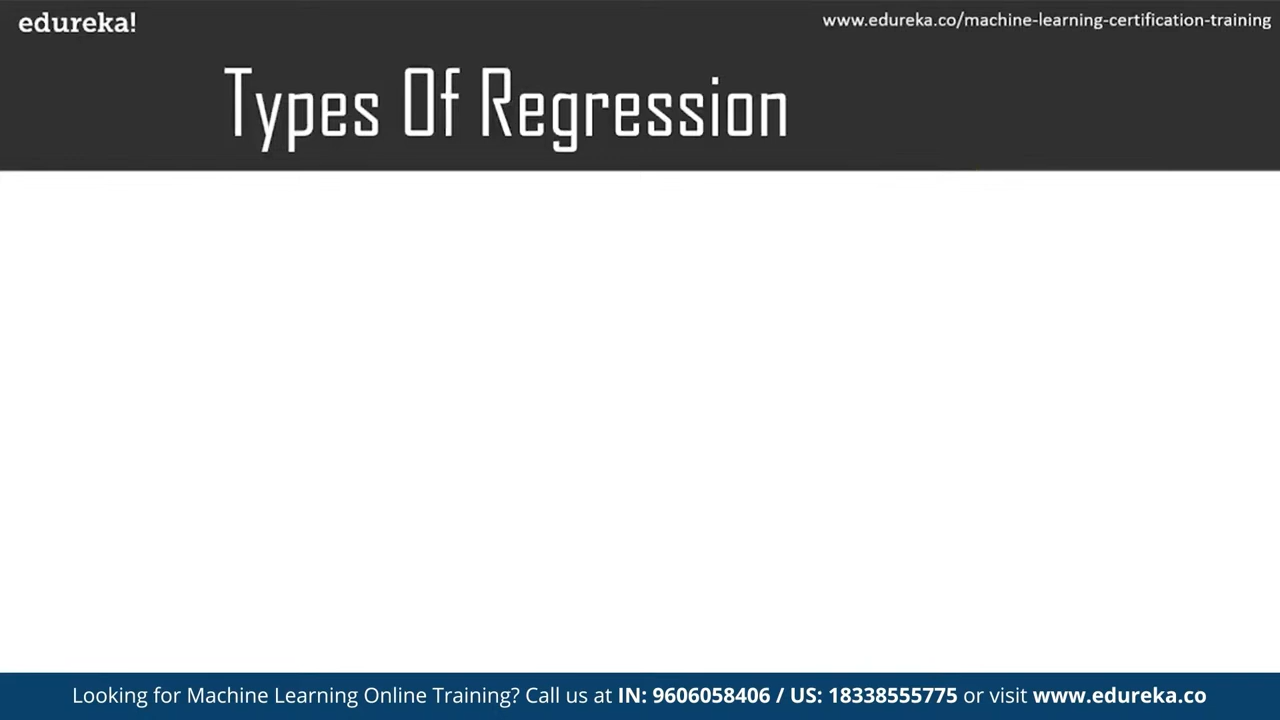 edureka!
www.edureka.co/machine-learning-certification-training
Types Of Regression
Looking for Machine Learning Online Training? Call us at IN: 9606058406 / US: 18338555775 or visit www.edureka.co